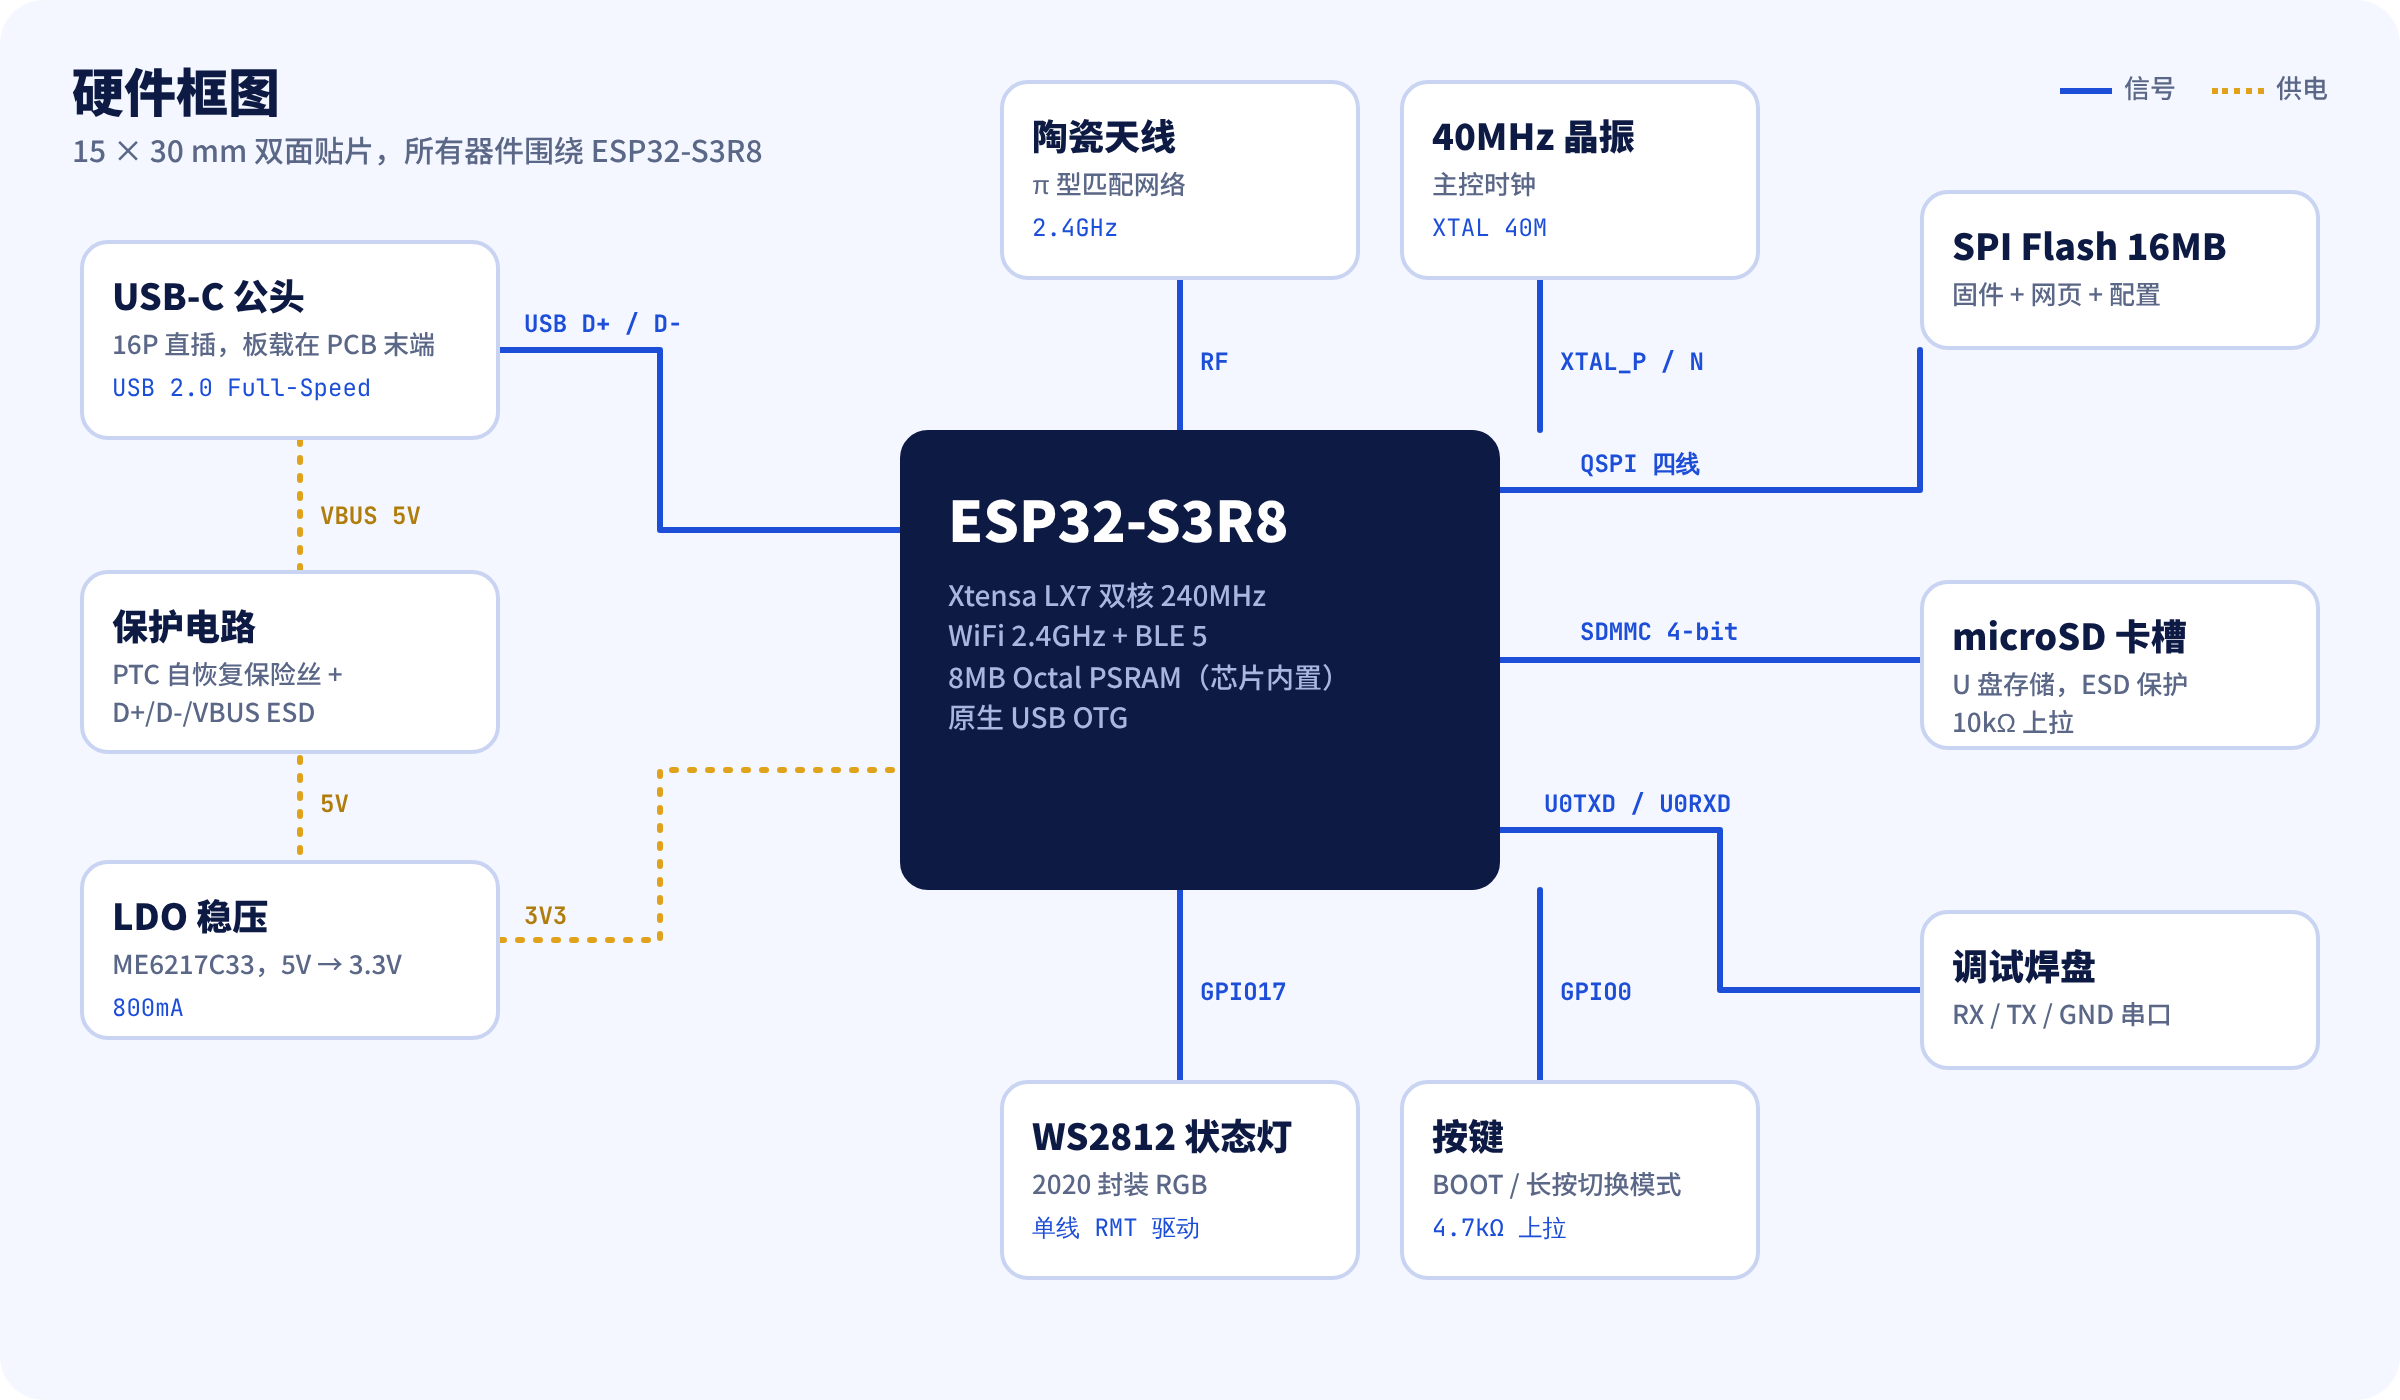 硬件框图
15 × 30 mm 双面贴片，所有器件围绕 ESP32-S3R8
信号
供电
陶瓷天线
π 型匹配网络
2.4GHz
40MHz 晶振
主控时钟
XTAL 40M
SPI Flash 16MB
固件 + 网页 + 配置
USB-C 公头
16P 直插，板载在 PCB 末端
USB 2.0 Full-Speed
USB D+ / D-
RF
XTAL_P / N
QSPI 四线
VBUS 5V
ESP32-S3R8
Xtensa LX7 双核 240MHz
WiFi 2.4GHz + BLE 5
8MB Octal PSRAM（芯片内置）
原生 USB OTG
保护电路
PTC 自恢复保险丝 +
D+/D-/VBUS ESD
SDMMC 4-bit
microSD 卡槽
U 盘存储，ESD 保护
10kΩ 上拉
5V
U0TXD / U0RXD
LDO 稳压
ME6217C33，5V → 3.3V
800mA
3V3
GPIO17
GPIO0
调试焊盘
RX / TX / GND 串口
WS2812 状态灯
2020 封装 RGB
单线 RMT 驱动
按键
BOOT / 长按切换模式
4.7kΩ 上拉